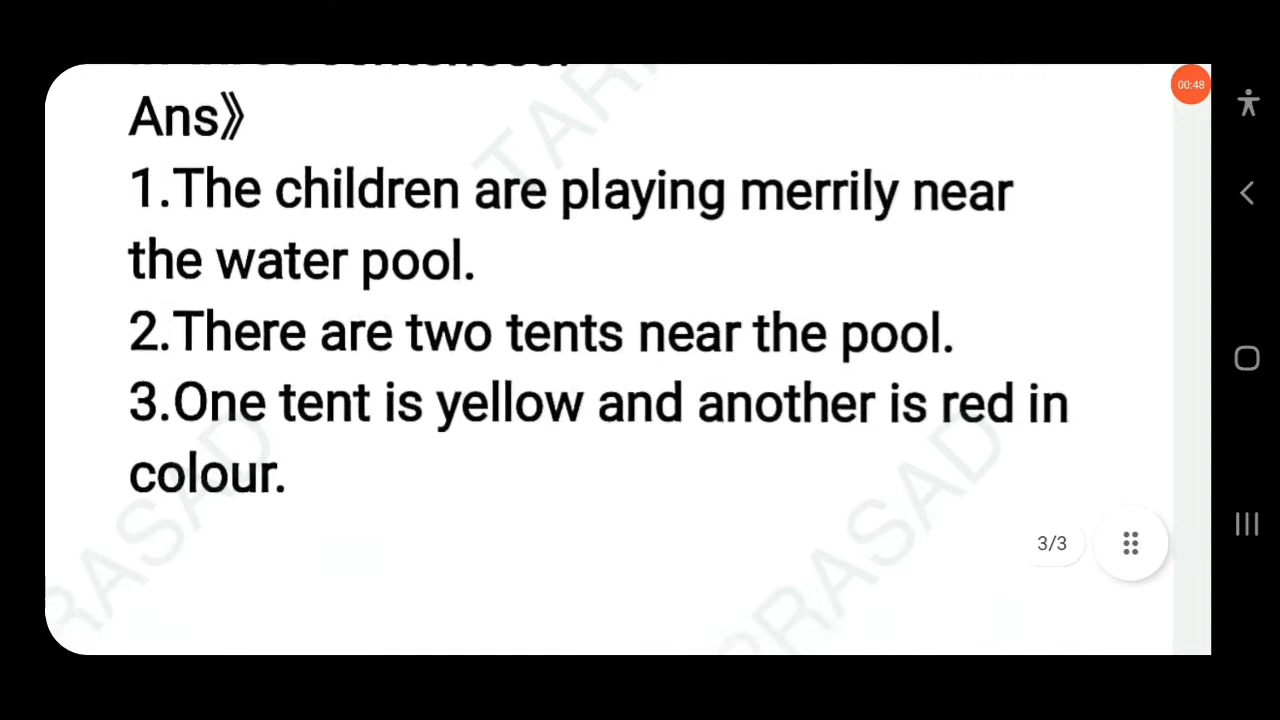 Ans》
1.The children are playing merrily near
the water pool.
2.There are two tents near the pool.
3.One tent is yellow and another is red in
colour.
3/3
00:48